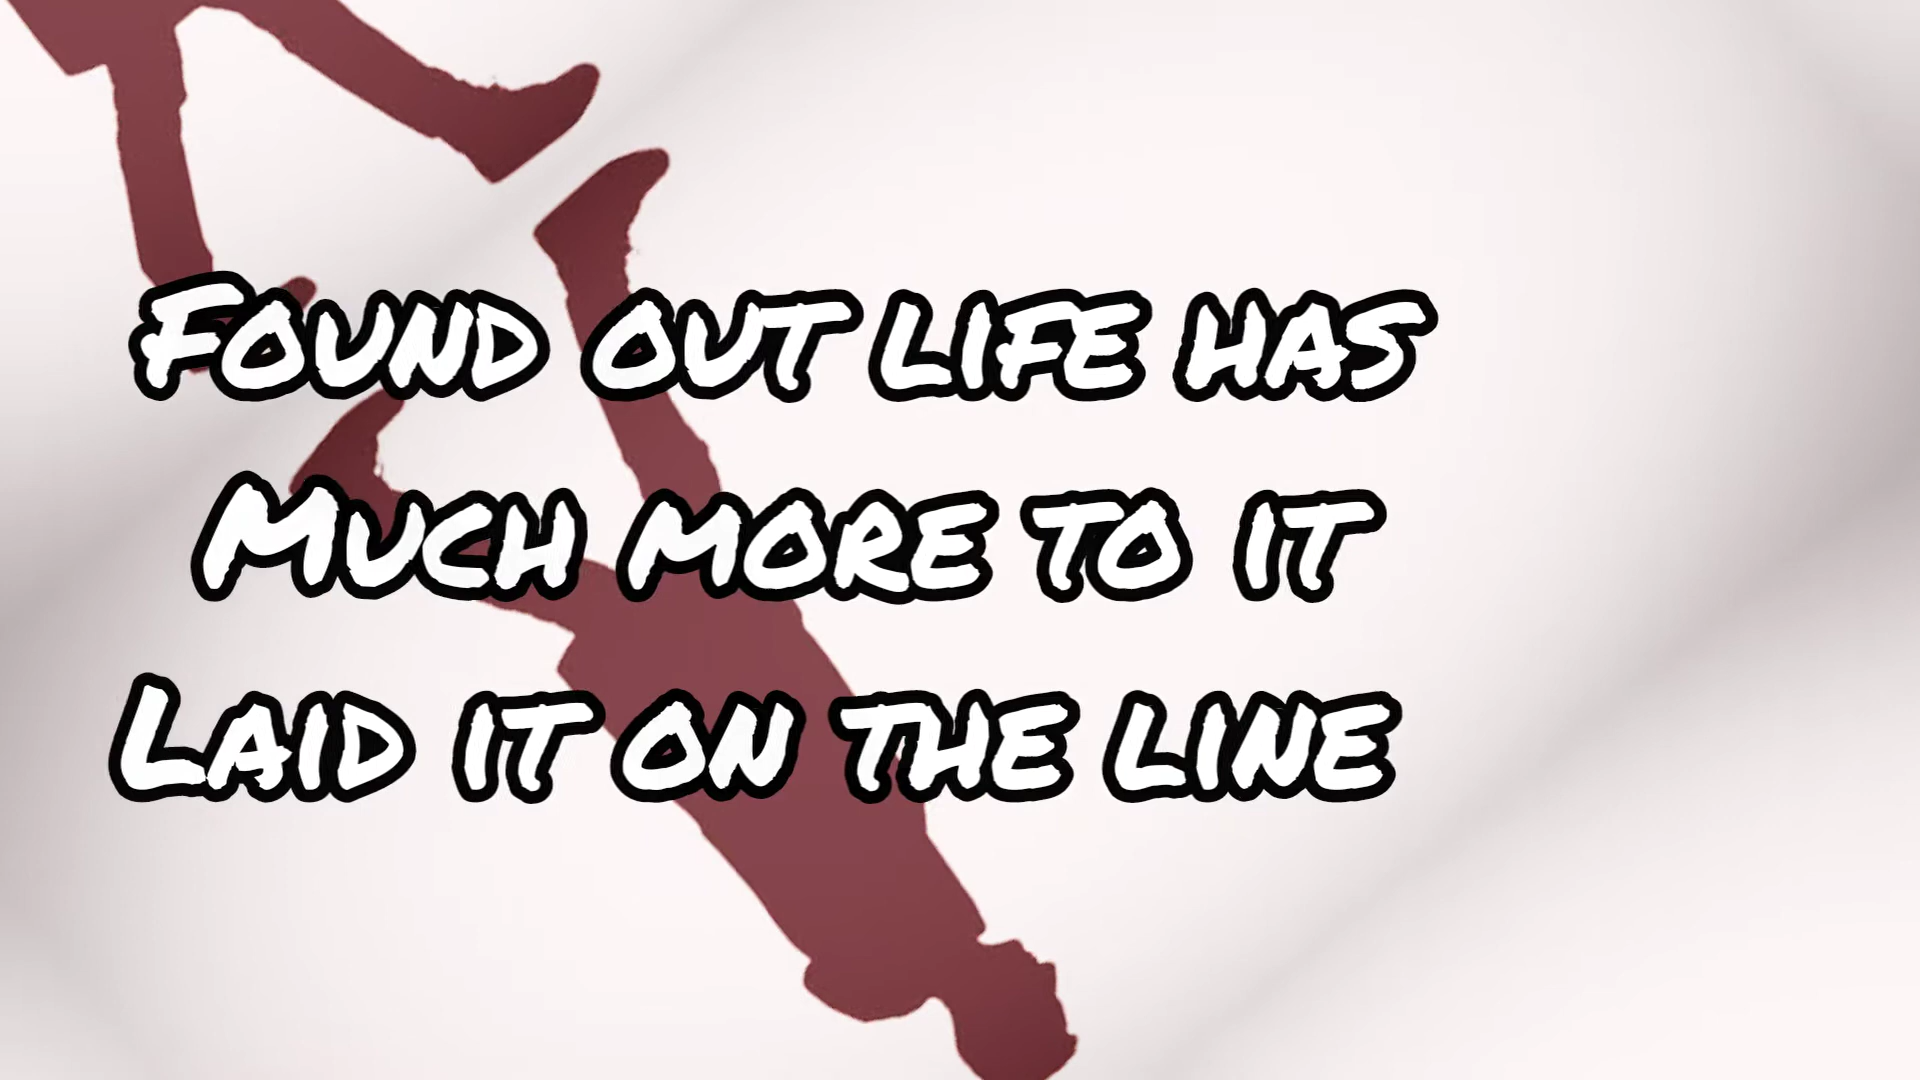 Found out life has
Much more to it
Laid it on the line